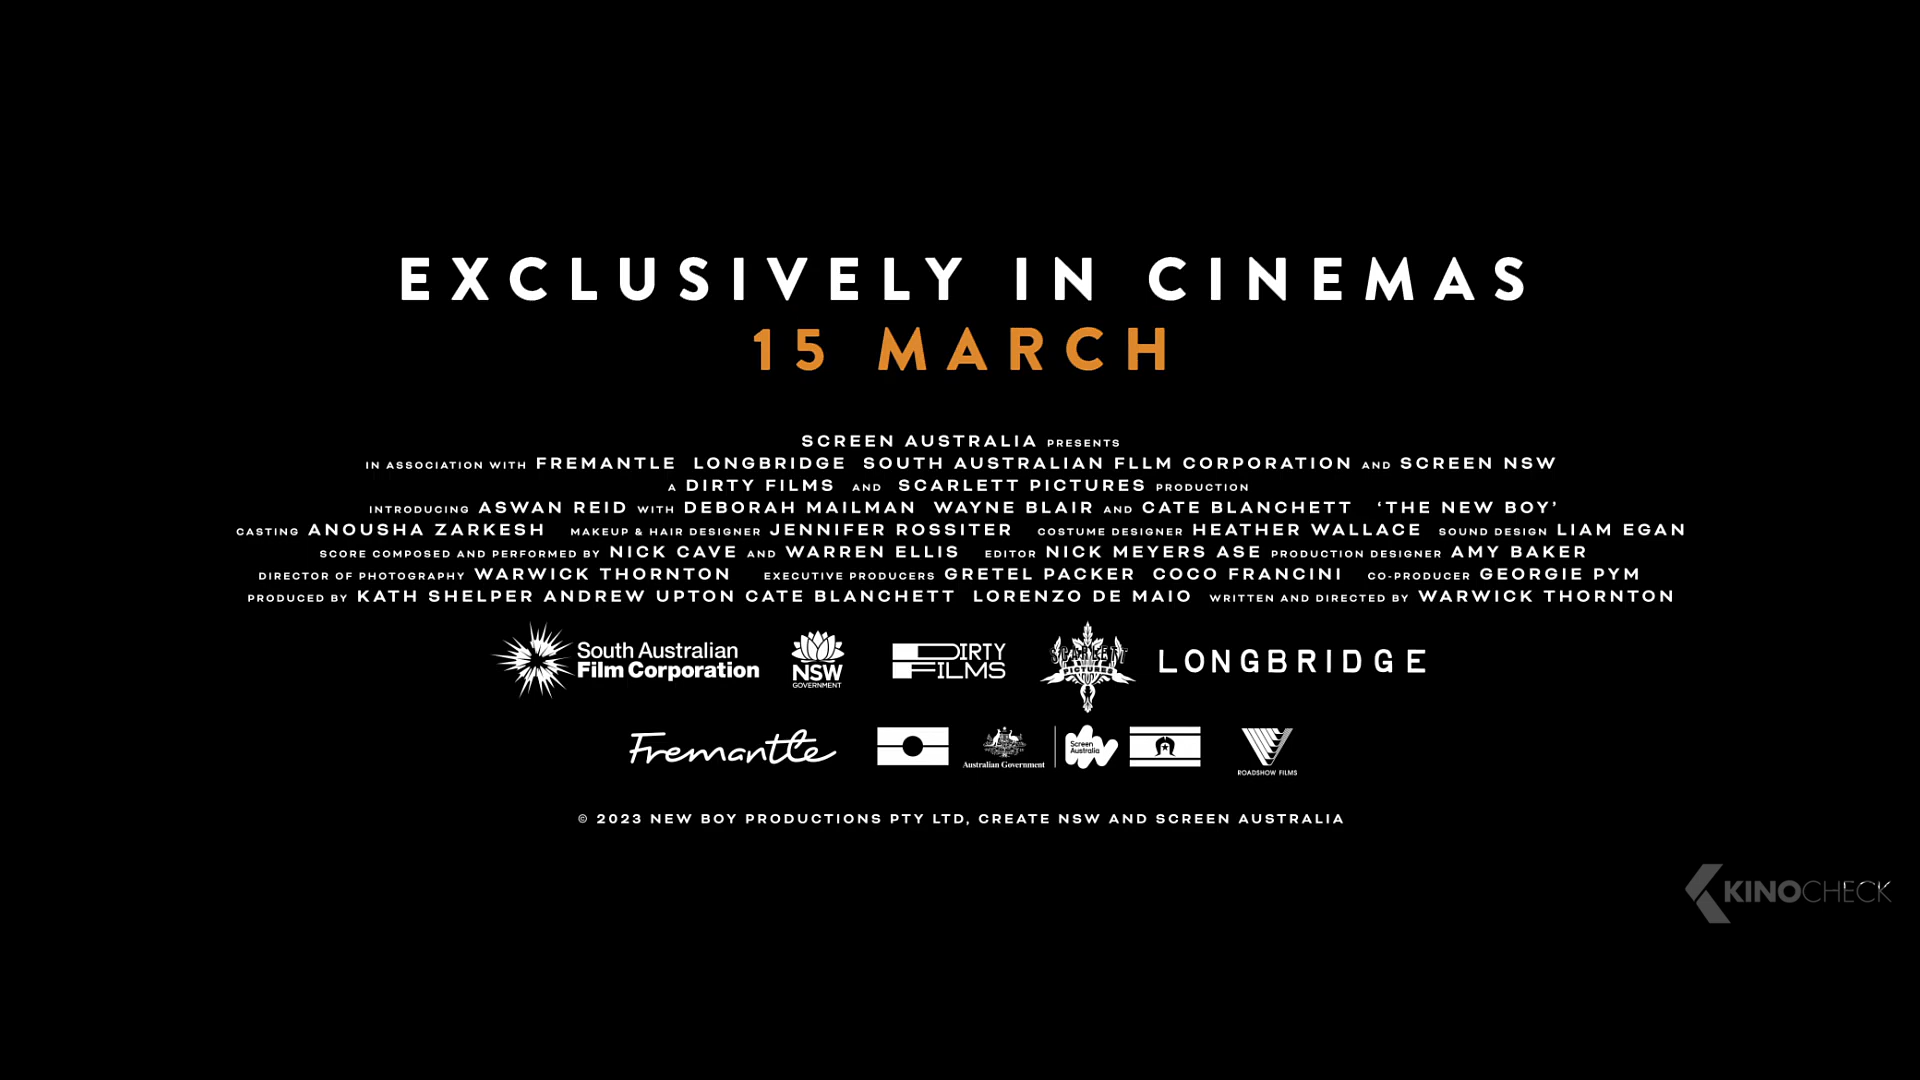 EXCLUSIVELY IN CINEMAS
15 MARCH
SCREEN AUSTRALIA PRESENTS
IN ASSOCIATION WITH FREMANTLE LONGBRIDGE SOUTH AUSTRALIAN FLLM CORPORATION AND SCREEN NSW
A DIRTY FILMS AND SCARLETT PICTURES PRODUCTION
INTRODUCING ASWAN REID WITH DEBORAH MAILMAN WAYNE BLAIR AND CATE BLANCHETT ‘THE NEW BOY’
CASTING ANOUSHA ZARKESH MAKEUP & HAIR DESIGNER JENNIFER ROSSITER COSTUME DESIGNER HEATHER WALLACE SOUND DESIGN LIAM EGAN
SCORE COMPOSED AND PERFORMED BY NICK CAVE AND WARREN ELLIS EDITOR NICK MEYERS ASE PRODUCTION DESIGNER AMY BAKER
DIRECTOR OF PHOTOGRAPHY WARWICK THORNTON EXECUTIVE PRODUCERS GRETEL PACKER COCO FRANCINI CO-PRODUCER GEORGIE PYM
PRODUCED BY KATH SHELPER ANDREW UPTON CATE BLANCHETT LORENZO DE MAIO WRITTEN AND DIRECTED BY WARWICK THORNTON
South Australian
Film Corporation
NSW
GOVERNMENT
DIRTY
FILMS
SCARLETT
PICTURES
LONGBRIDGE
Fremantle
Australian Government
Screen
Australia
ROADSHOW FILMS
© 2023 NEW BOY PRODUCTIONS PTY LTD, CREATE NSW AND SCREEN AUSTRALIA
KINOCHECK